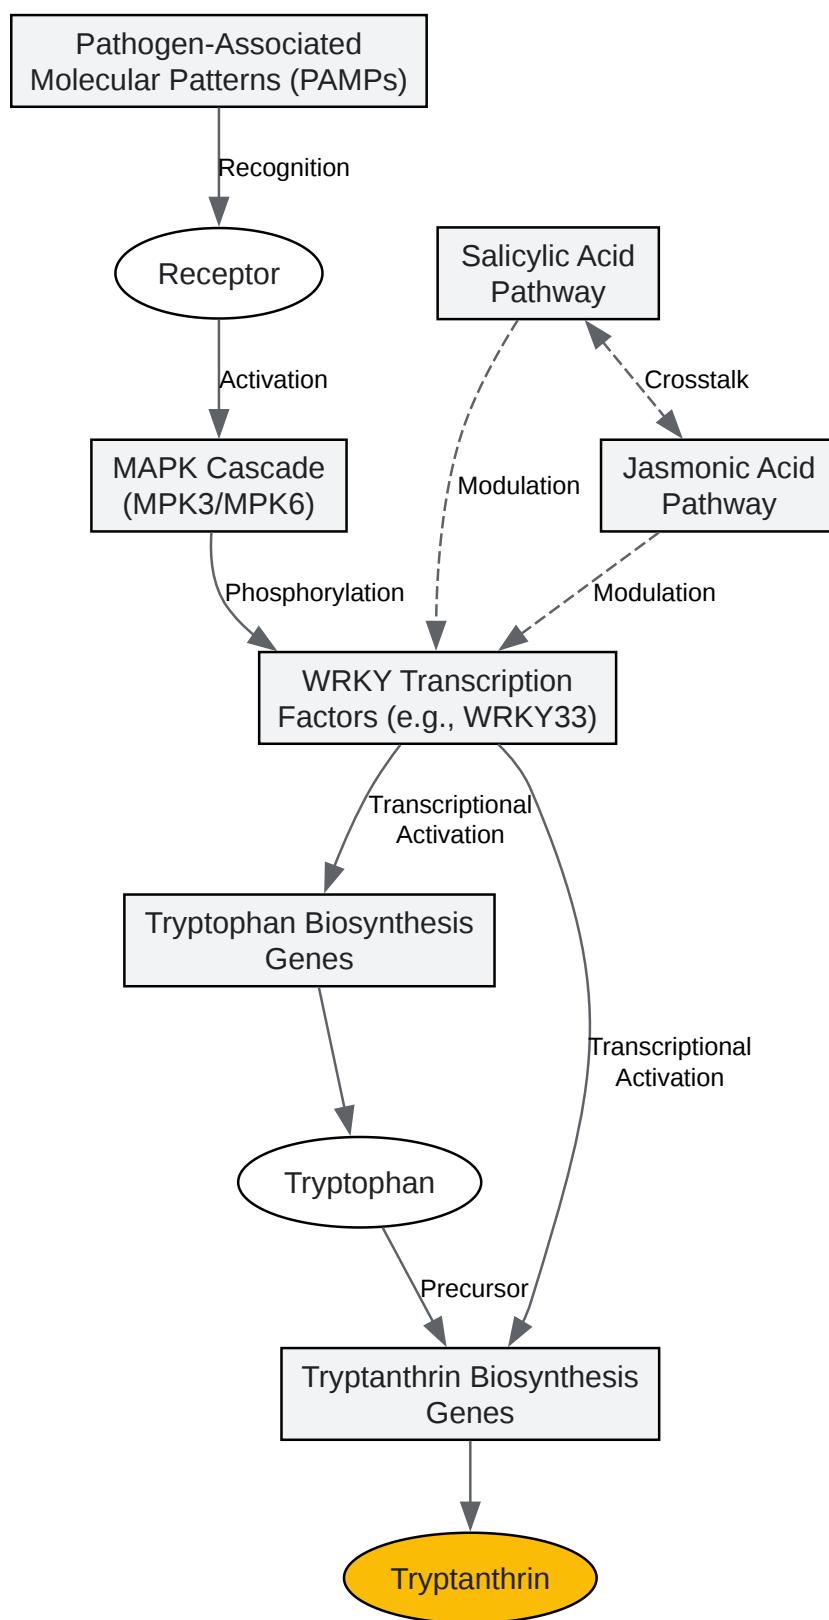 Pathogen-Associated
Molecular Patterns (PAMPs)
Recognition
Receptor
Salicylic Acid
Pathway
Activation
Crosstalk
MAPK Cascade
(MPK3/MPK6)
Jasmonic Acid
Pathway
Modulation
Phosphorylation
Modulation
WRKY Transcription
Factors (e.g., WRKY33)
Transcriptional
Activation
Tryptophan Biosynthesis
Genes
Transcriptional
Activation
Tryptophan
Precursor
Tryptanthrin Biosynthesis
Genes
Tryptanthrin